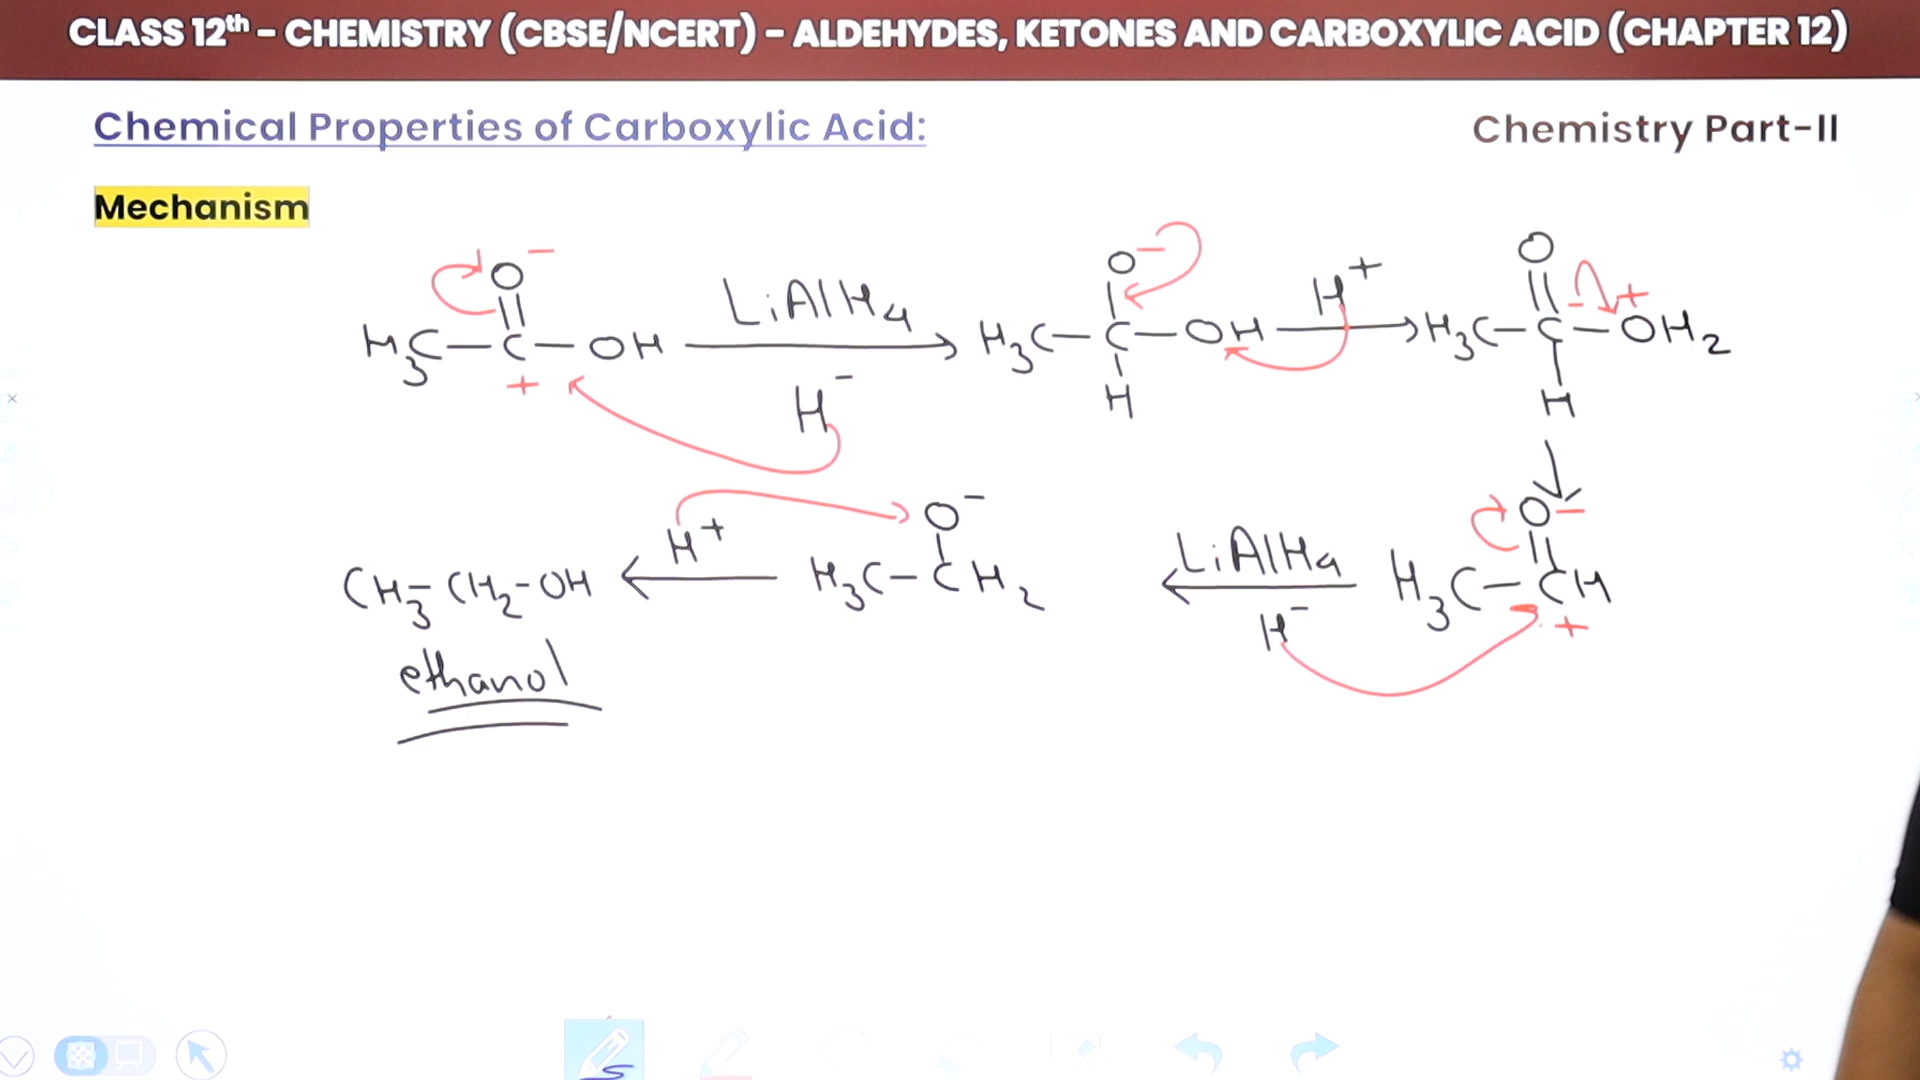 CLASS 12th – CHEMISTRY (CBSE/NCERT) – ALDEHYDES, KETONES AND CARBOXYLIC ACID (CHAPTER 12)
Chemical Properties of Carboxylic Acid:
Chemistry Part-II
Mechanism
O −
H3C – C – OH
+
LiAlH4
H−
O −
H3C – C – OH
H
H+
O
H3C – C – OH2
− +
H
O −
H3C – CH
+
LiAlH4
H−
O−
H3C – CH2
H+
CH3 – CH2 – OH
ethanol